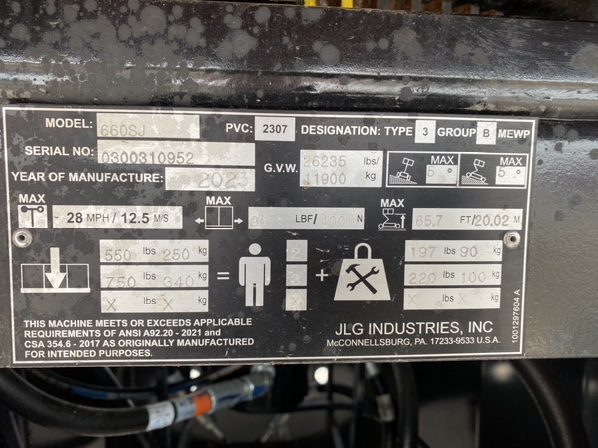 MODEL: 660SJ PVC: 2307 DESIGNATION: TYPE 3 GROUP B MEWP
SERIAL NO: 0300310952 G.V.W. 26235 lbs/ 11900 kg
MAX 5° MAX 5°
YEAR OF MANUFACTURE: 2023
MAX 28 MPH / 12.5 M/S LBF/ N MAX 65.7 FT/20.02 M
550 lbs 250 kg = 2 + 197 lbs 90 kg
750 lbs 340 kg 220 lbs 100 kg
X lbs X kg X X lbs X kg
THIS MACHINE MEETS OR EXCEEDS APPLICABLE
REQUIREMENTS OF ANSI A92.20 - 2021 and
CSA 354.6 - 2017 AS ORIGINALLY MANUFACTURED
FOR INTENDED PURPOSES.
JLG INDUSTRIES, INC
McCONNELLSBURG, PA. 17233-9533 U.S.A.
1001297604 A